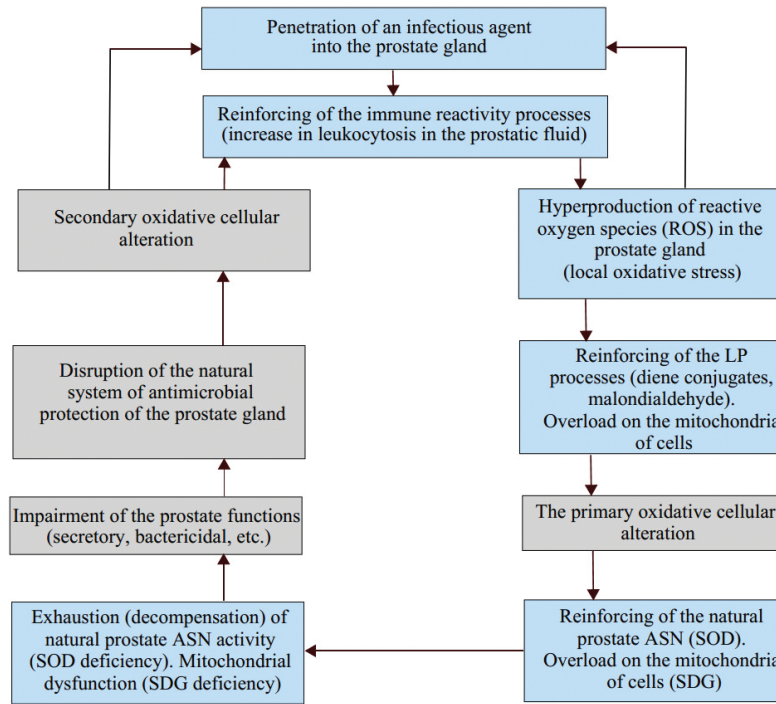 Penetration of an infectious agent
into the prostate gland
Reinforcing of the immune reactivity processes
(increase in leukocytosis in the prostatic fluid)
Secondary oxidative cellular
alteration
Hyperproduction of reactive
oxygen species (ROS) in the
prostate gland
(local oxidative stress)
Disruption of the natural
system of antimicrobial
protection of the prostate gland
Reinforcing of the LP
processes (diene conjugates,
malondialdehyde).
Overload on the mitochondria
of cells
Impairment of the prostate functions
(secretory, bactericidal, etc.)
The primary oxidative cellular
alteration
Exhaustion (decompensation) of
natural prostate ASN activity
(SOD deficiency). Mitochondrial
dysfunction (SDG deficiency)
Reinforcing of the natural
prostate ASN (SOD).
Overload on the mitochondria
of cells (SDG)